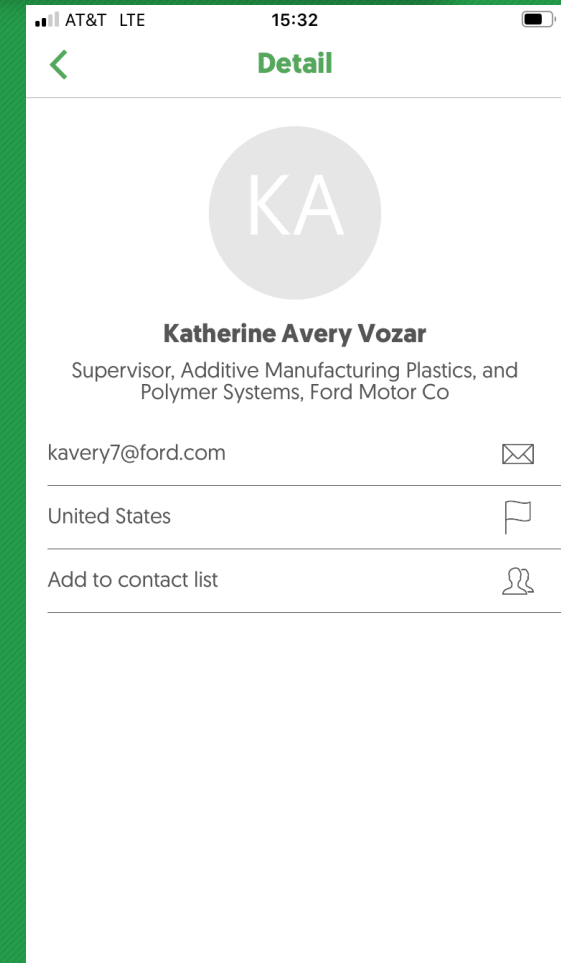 AT&T LTE 15:32
Detail
KA
Katherine Avery Vozar
Supervisor, Additive Manufacturing Plastics, and
Polymer Systems, Ford Motor Co
kavery7@ford.com
United States
Add to contact list